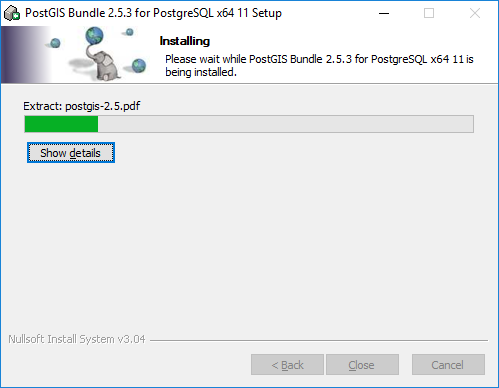 PostGIS Bundle 2.5.3 for PostgreSQL x64 11 Setup
Installing
Please wait while PostGIS Bundle 2.5.3 for PostgreSQL x64 11 is
being installed.
Extract: postgis-2.5.pdf
Show details
Nullsoft Install System v3.04
< Back
Close
Cancel